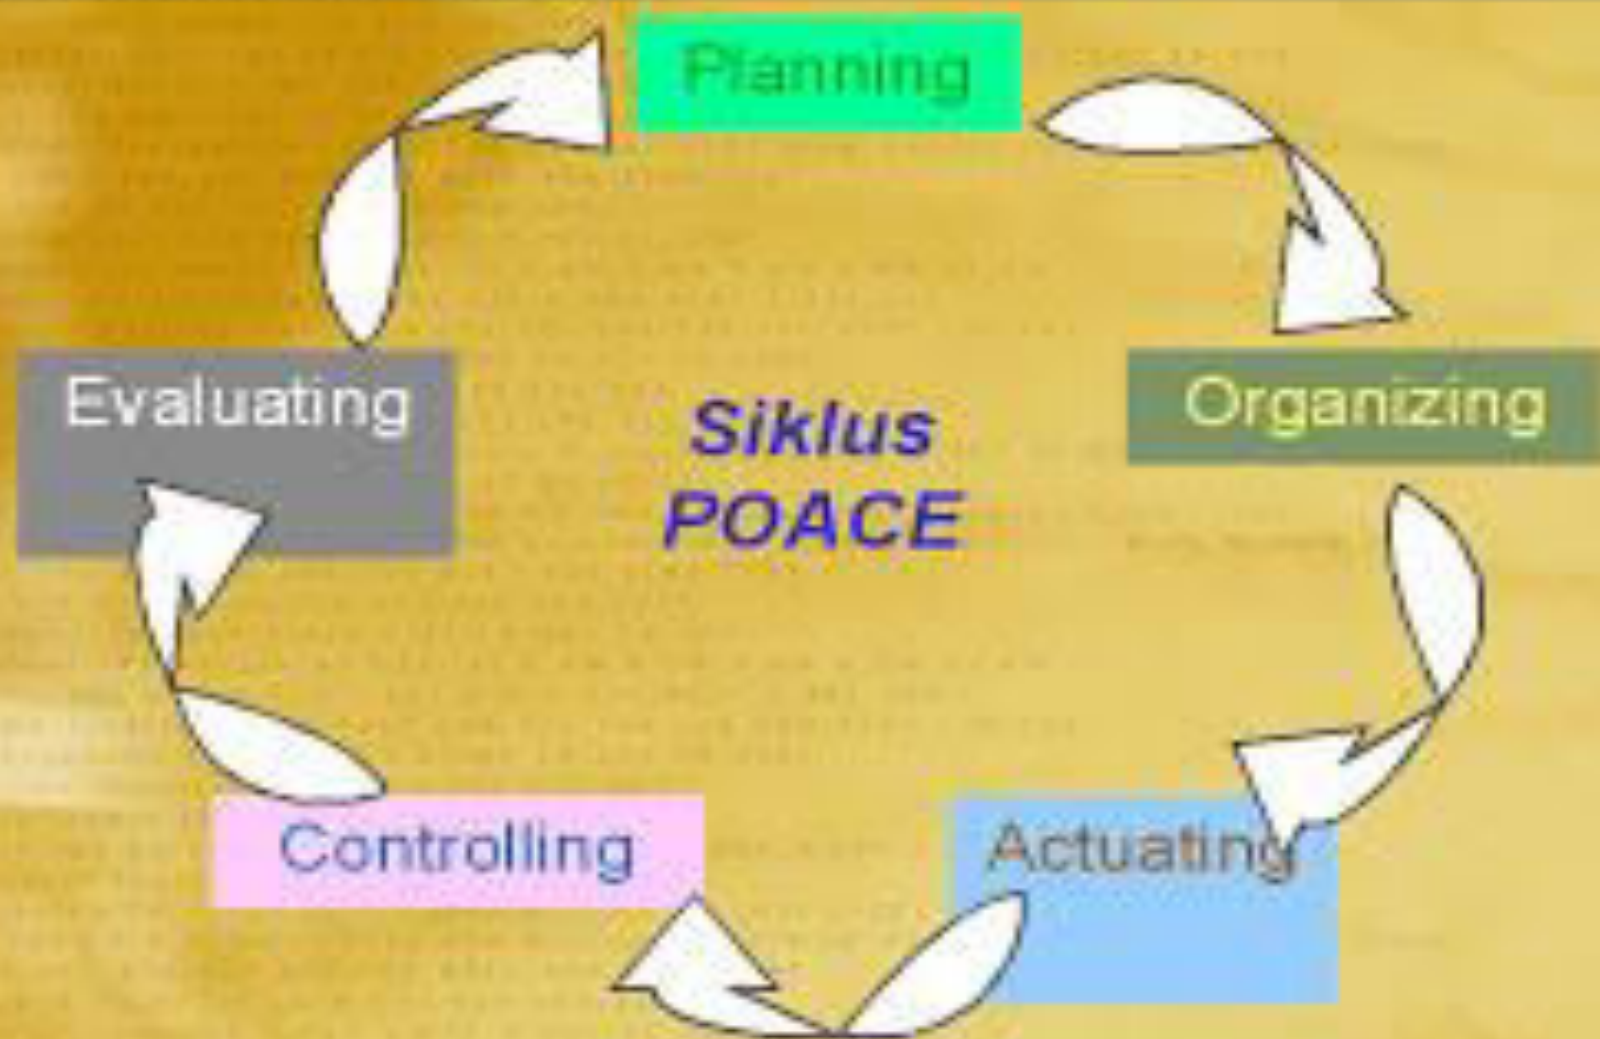 Planning
Evaluating
Organizing
Siklus
POACE
Controlling
Actuating